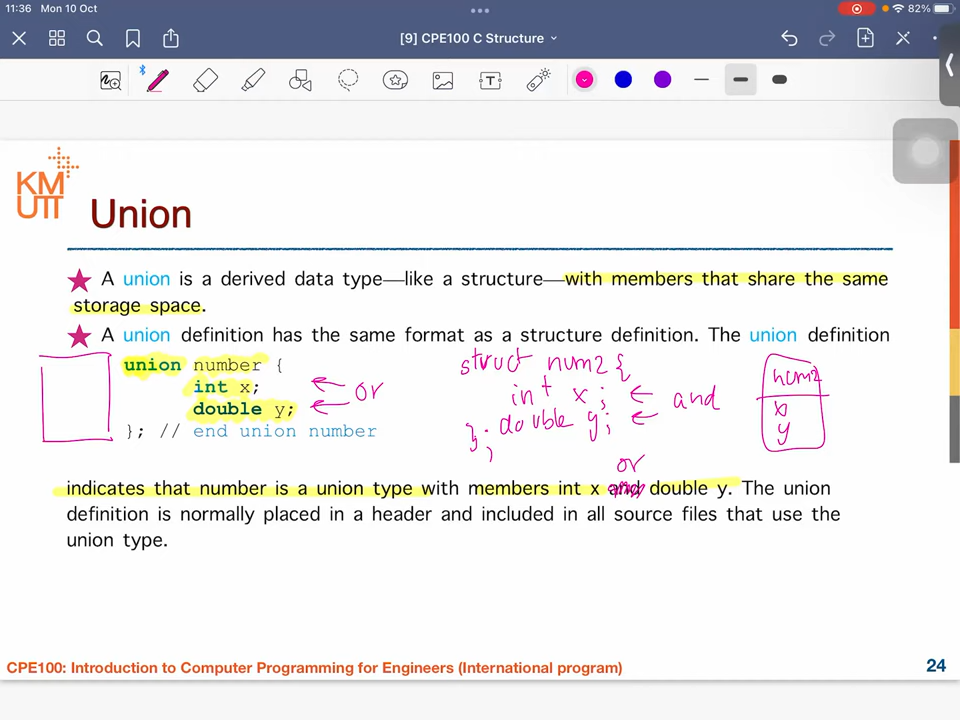 11:36 Mon 10 Oct
82%
[9] CPE100 C Structure
T
KM
UTT
Union
A union is a derived data type—like a structure—with members that share the same
storage space.
A union definition has the same format as a structure definition. The union definition
union number {
int x;
double y;
}; // end union number
or
struct num2 {
int x ;
double y;
};
and
num2
x
y
or
indicates that number is a union type with members int x and double y. The union
definition is normally placed in a header and included in all source files that use the
union type.
CPE100: Introduction to Computer Programming for Engineers (International program)
24